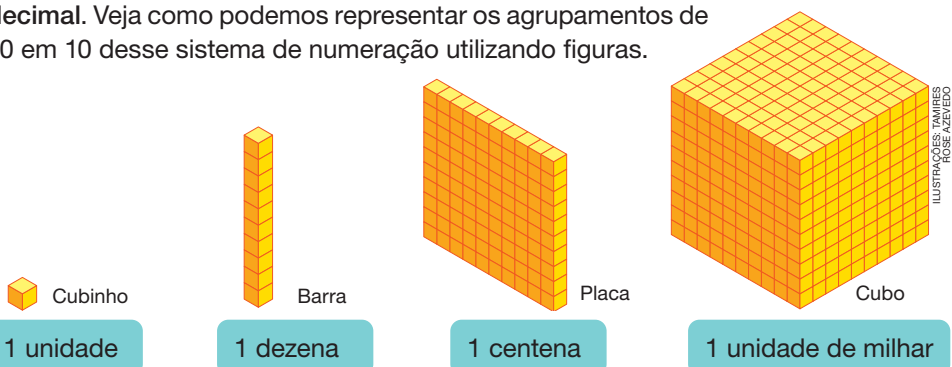 decimal. Veja como podemos representar os agrupamentos de
0 em 10 desse sistema de numeração utilizando figuras.
ILUSTRAÇÕES: TAMIRES
ROSE AZEVEDO
Cubinho
Barra
Placa
Cubo
1 unidade
1 dezena
1 centena
1 unidade de milhar